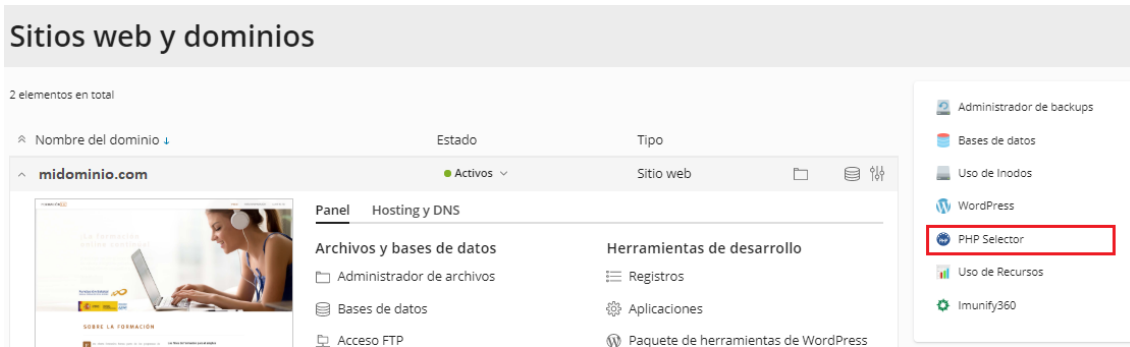 Sitios web y dominios
2 elementos en total
Nombre del dominio Estado Tipo
midominio.com Activos Sitio web
Panel Hosting y DNS
Archivos y bases de datos
Administrador de archivos
Bases de datos
Acceso FTP
Herramientas de desarrollo
Registros
Aplicaciones
Paquete de herramientas de WordPress
SOBRE LA FORMACIÓN
Administrador de backups
Bases de datos
Uso de Inodos
WordPress
PHP Selector
Uso de Recursos
Imunify360